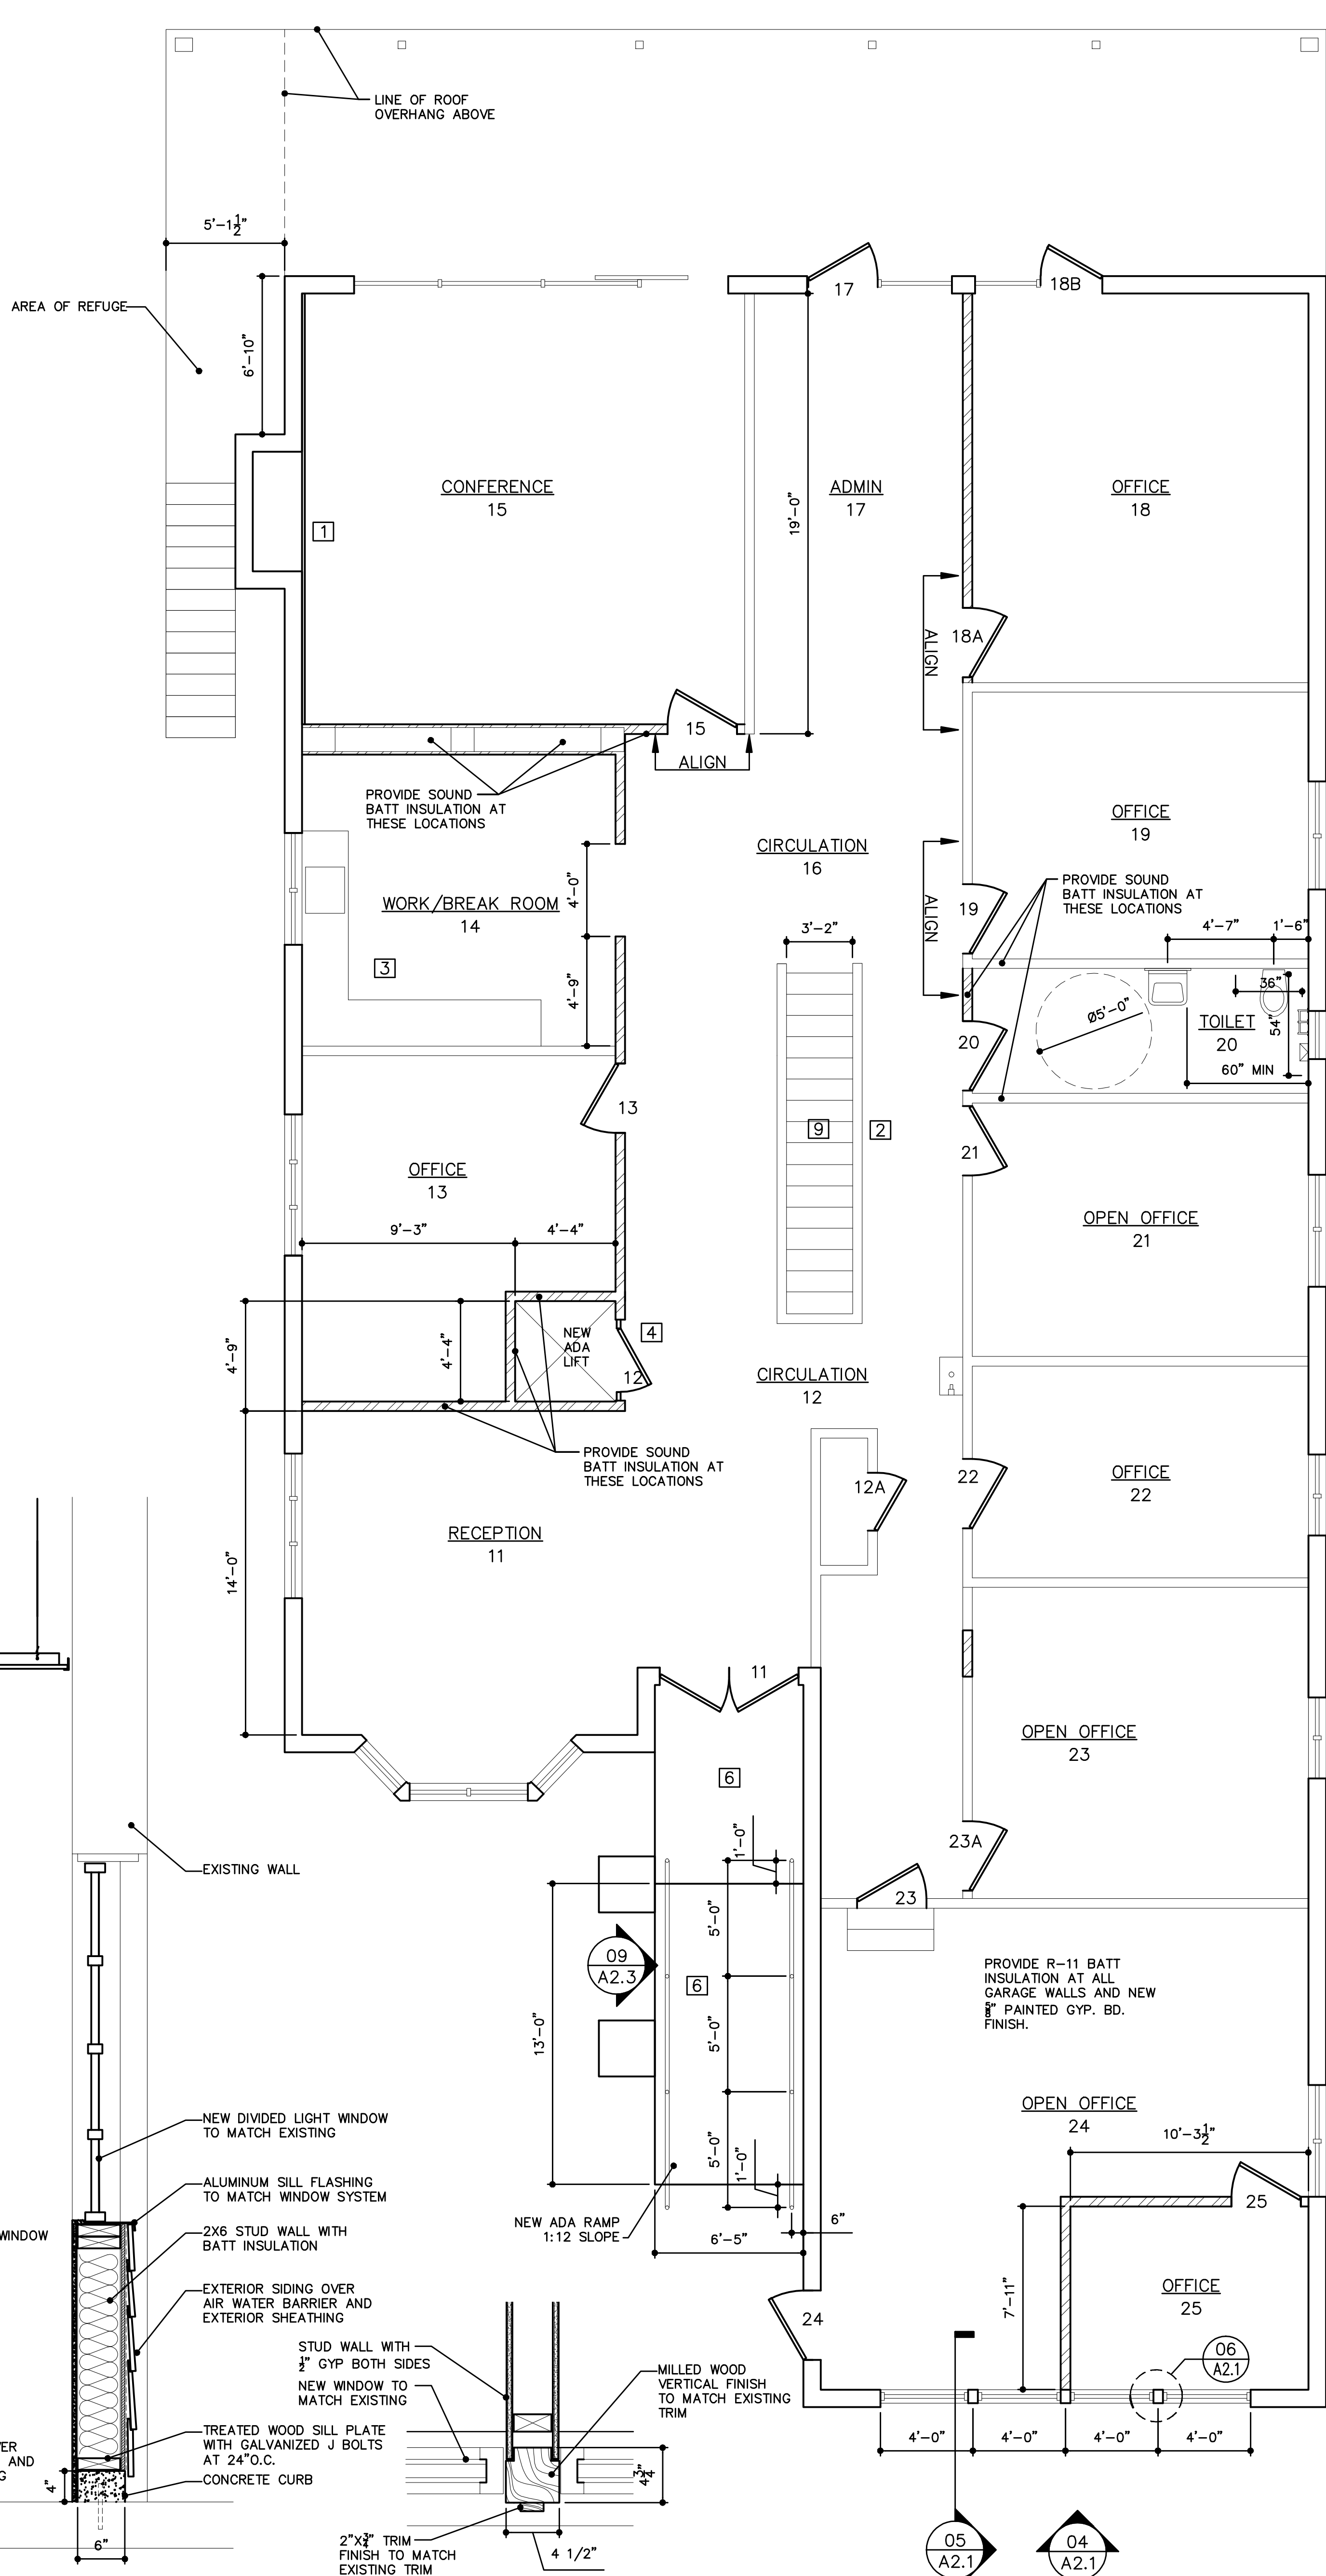 LINE OF ROOF
OVERHANG ABOVE
5'-1 1/2"
AREA OF REFUGE
6'-10"
17
18B
CONFERENCE
15
1
19'-0"
ADMIN
17
OFFICE
18
ALIGN
18A
15
ALIGN
PROVIDE SOUND
BATT INSULATION AT
THESE LOCATIONS
CIRCULATION
16
OFFICE
19
ALIGN
PROVIDE SOUND
BATT INSULATION AT
THESE LOCATIONS
WORK/BREAK ROOM
14
4'-0"
3
4'-9"
3'-2"
19
4'-7"
1'-6"
36"
54"
Ø5'-0"
TOILET
20
60" MIN
20
13
9
2
21
OFFICE
13
OPEN OFFICE
21
9'-3"
4'-4"
4'-9"
4'-4"
NEW
ADA
LIFT
4
12
CIRCULATION
12
PROVIDE SOUND
BATT INSULATION AT
THESE LOCATIONS
12A
22
OFFICE
22
RECEPTION
11
14'-0"
11
OPEN OFFICE
23
6
EXISTING WALL
1'-0"
23A
23
5'-0"
09
A2.3
6
13'-0"
5'-0"
5'-0"
1'-0"
PROVIDE R-11 BATT
INSULATION AT ALL
GARAGE WALLS AND NEW
5/8" PAINTED GYP. BD.
FINISH.
OPEN OFFICE
24
10'-3 1/2"
25
NEW DIVIDED LIGHT WINDOW
TO MATCH EXISTING
ALUMINUM SILL FLASHING
TO MATCH WINDOW SYSTEM
WINDOW
2X6 STUD WALL WITH
BATT INSULATION
EXTERIOR SIDING OVER
AIR WATER BARRIER AND
EXTERIOR SHEATHING
NEW ADA RAMP
1:12 SLOPE
6"
6'-5"
7'-11"
OFFICE
25
24
06
A2.1
STUD WALL WITH
1/2" GYP BOTH SIDES
NEW WINDOW TO
MATCH EXISTING
MILLED WOOD
VERTICAL FINISH
TO MATCH EXISTING
TRIM
TREATED WOOD SILL PLATE
WITH GALVANIZED J BOLTS
AT 24"O.C.
CONCRETE CURB
AND
4"
6"
4'-0"
4'-0"
4'-0"
4'-0"
4 3/4"
2"X3/4" TRIM
FINISH TO MATCH
EXISTING TRIM
4 1/2"
05
A2.1
04
A2.1